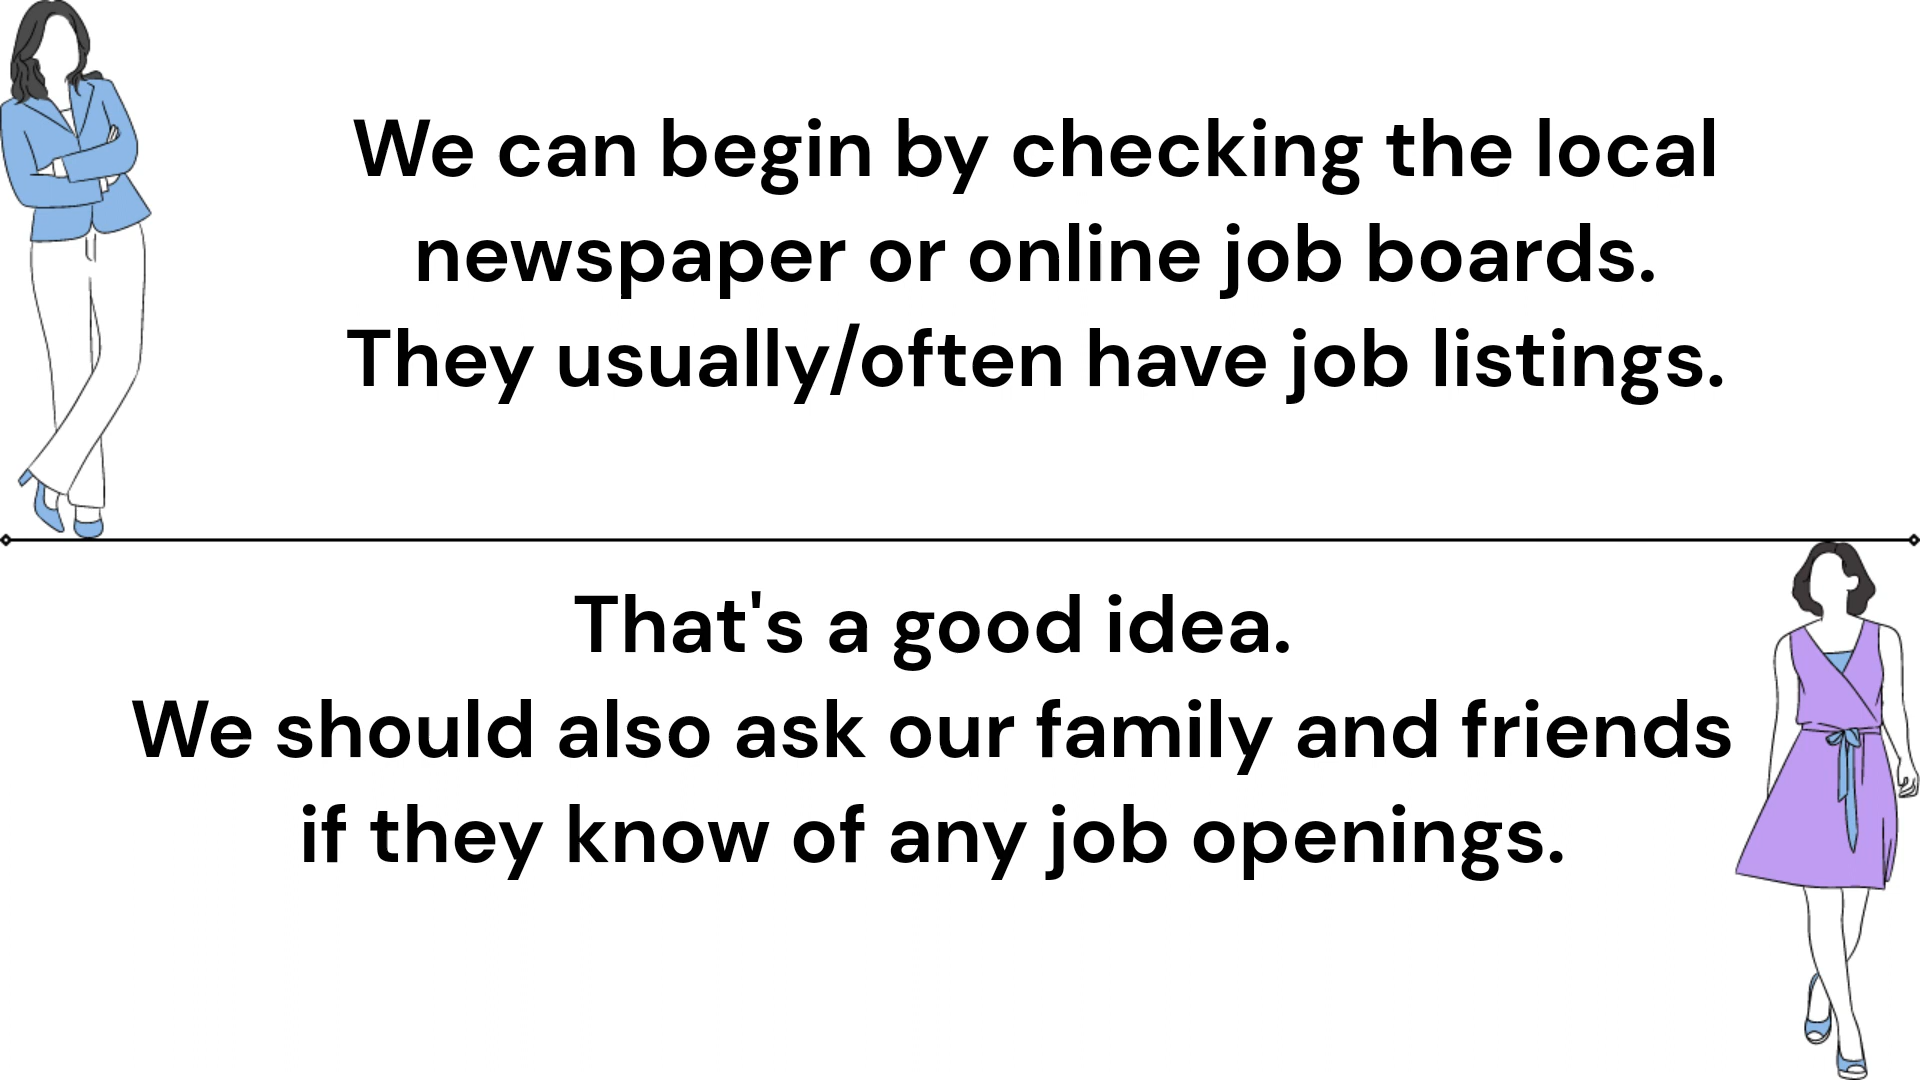 We can begin by checking the local
newspaper or online job boards.
They usually/often have job listings.
That's a good idea.
We should also ask our family and friends
if they know of any job openings.